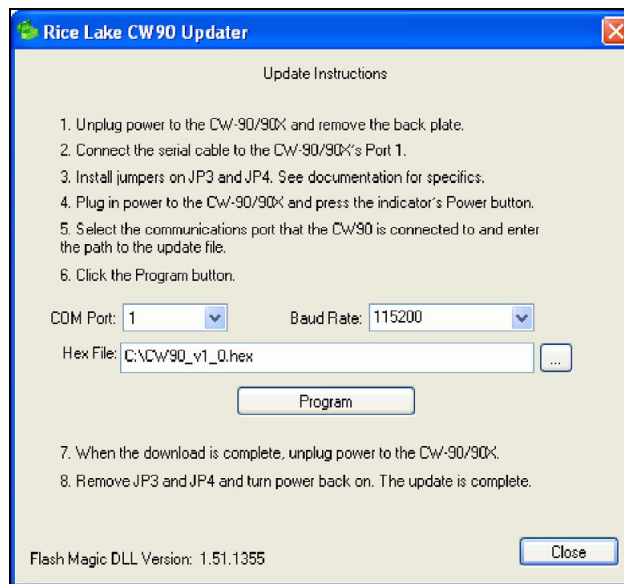 Rice Lake CW90 Updater
Update Instructions
1. Unplug power to the CW-90/90X and remove the back plate.
2. Connect the serial cable to the CW-90/90X's Port 1.
3. Install jumpers on JP3 and JP4. See documentation for specifics.
4. Plug in power to the CW-90/90X and press the indicator's Power button.
5. Select the communications port that the CW90 is connected to and enter
the path to the update file.
6. Click the Program button.
COM Port: 1 Baud Rate: 115200
Hex File: C:\CW90_v1_0.hex ...
Program
7. When the download is complete, unplug power to the CW-90/90X.
8. Remove JP3 and JP4 and turn power back on. The update is complete.
Flash Magic DLL Version: 1.51.1355 Close